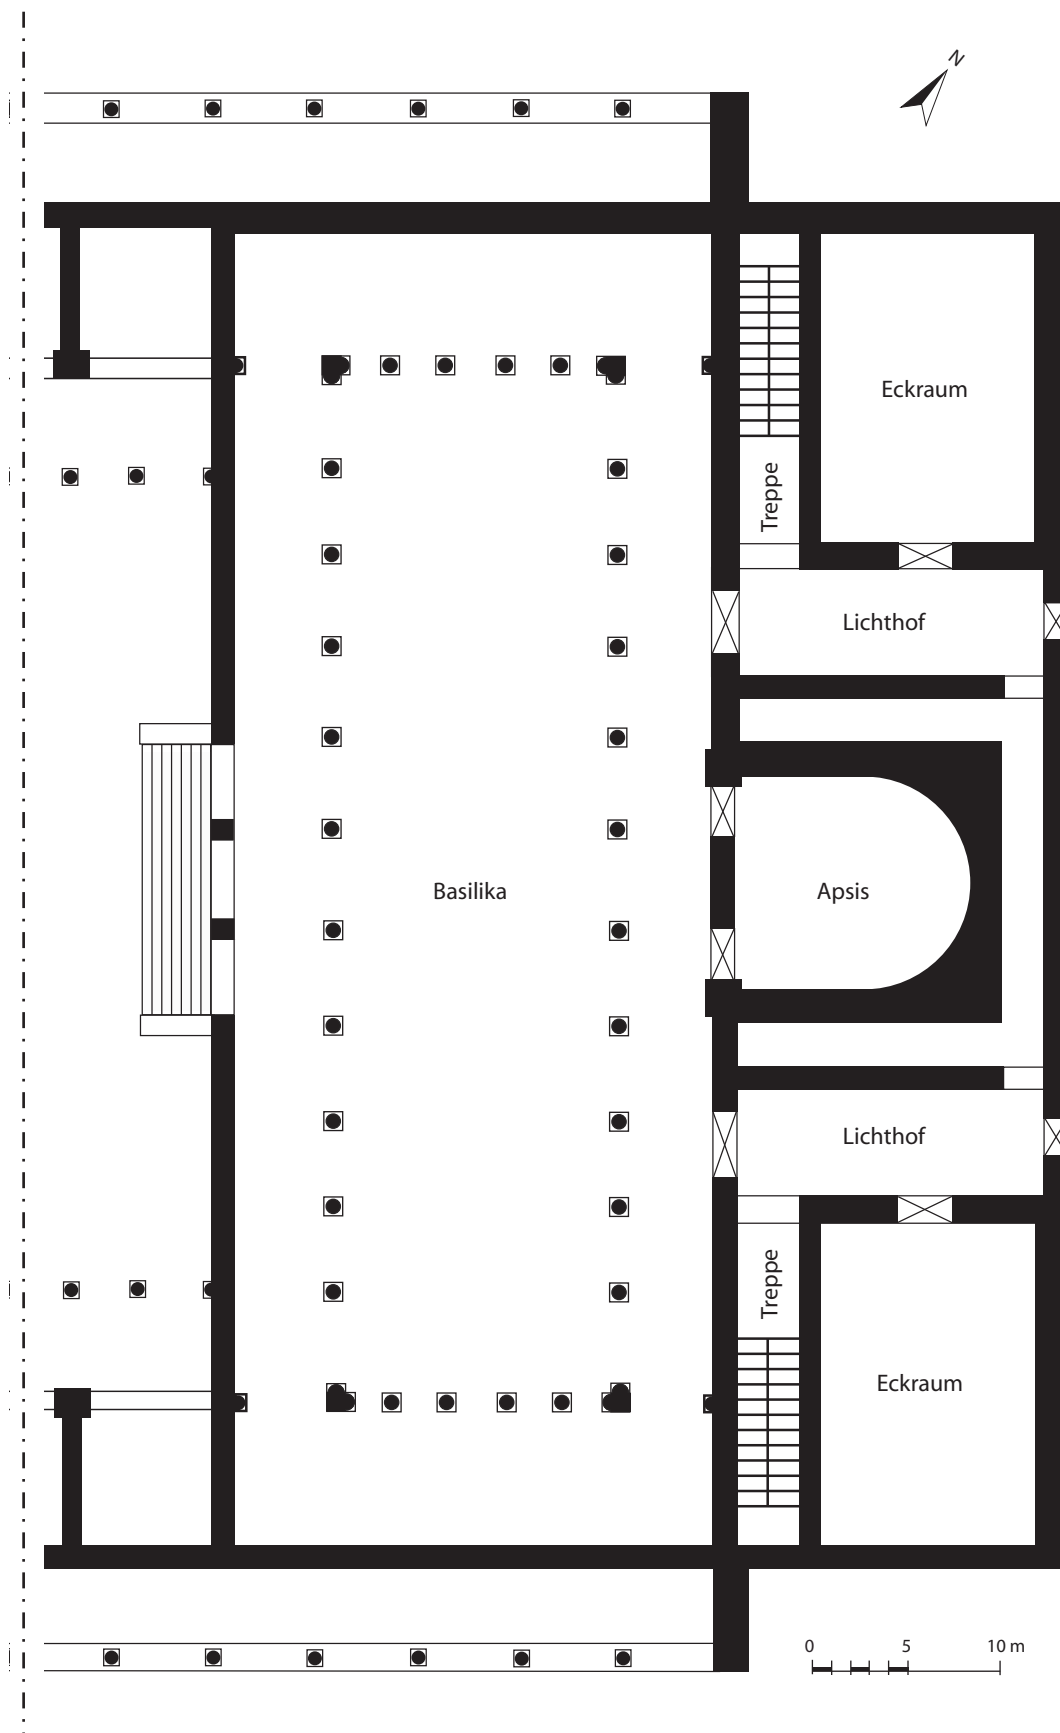 N
Eckraum
Treppe
Lichthof
Basilika
Apsis
Lichthof
Treppe
Eckraum
0 5 10 m